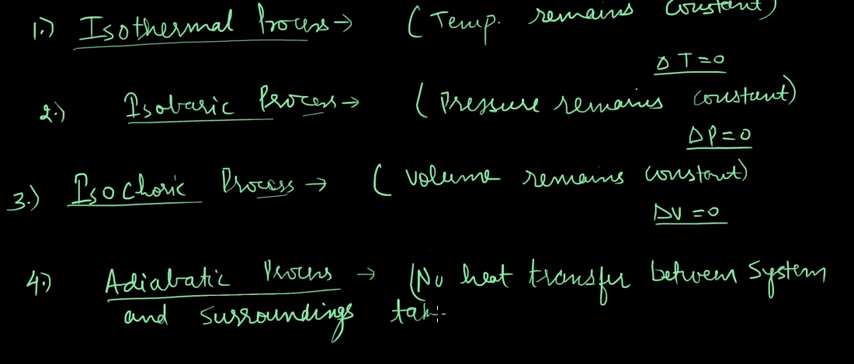 1.) Isothermal Process → (Temp. remains constant)
ΔT=0
2.) Isobaric Process → (Pressure remains constant)
ΔP=0
3.) Isochoric Process → (Volume remains constant)
ΔV=0
4.) Adiabatic Process → (No heat transfer between system
and surroundings tak